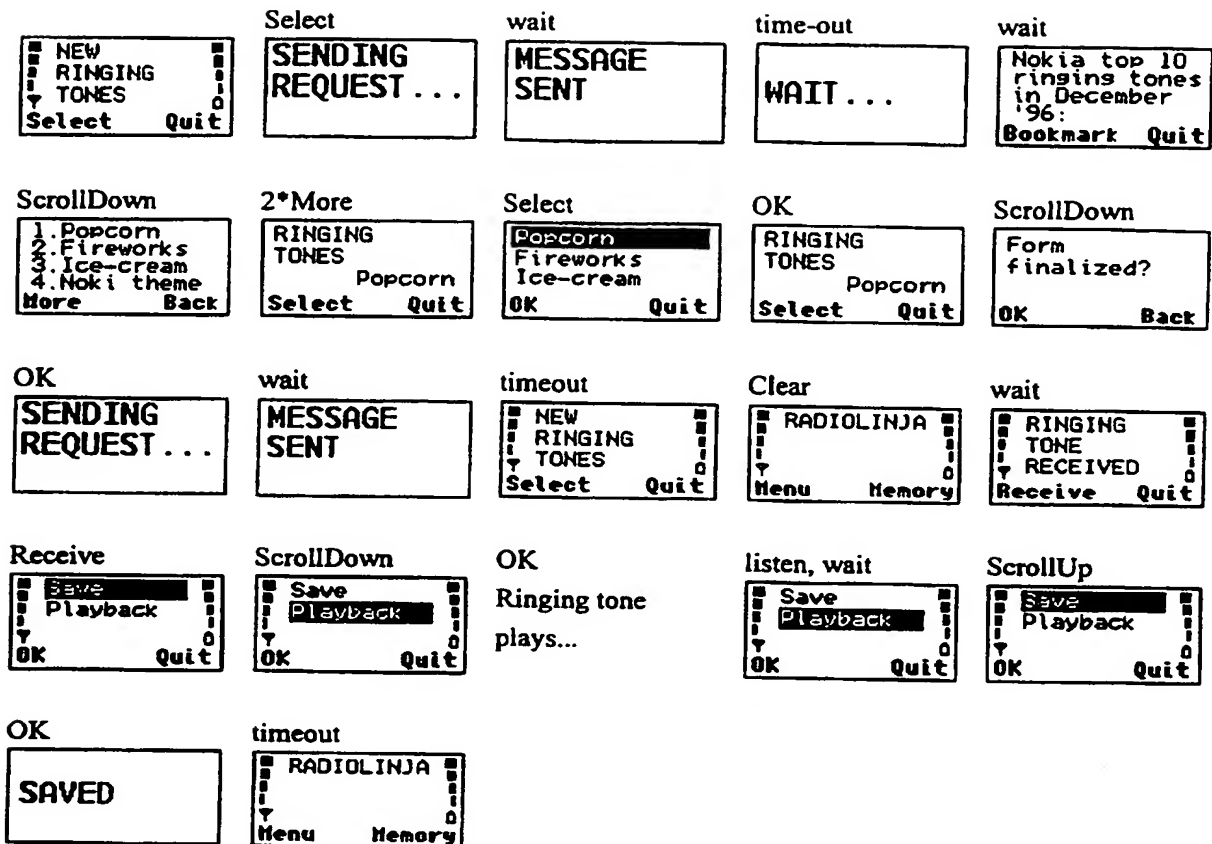 NEW
RINGING
TONES
Select Quit
Select
SENDING
REQUEST...
wait
MESSAGE
SENT
time-out
WAIT...
wait
Nokia top 10
ringing tones
in December
'96:
Bookmark Quit
ScrollDown
1.Popcorn
2.Fireworks
3.Ice-cream
4.Noki theme
More Back
2*More
RINGING
TONES
Popcorn
Select Quit
Select
Popcorn
Fireworks
Ice-cream
OK Quit
OK
RINGING
TONES
Popcorn
Select Quit
ScrollDown
Form
finalized?
OK Back
OK
SENDING
REQUEST...
wait
MESSAGE
SENT
timeout
NEW
RINGING
TONES
Select Quit
Clear
RADIOLINJA
Menu Memory
wait
RINGING
TONE
RECEIVED
Receive Quit
Receive
Save
Playback
OK Quit
ScrollDown
Save
Playback
OK Quit
OK
Ringing tone
plays...
listen, wait
Save
Playback
OK Quit
ScrollUp
Save
Playback
OK Quit
OK
SAVED
timeout
RADIOLINJA
Menu Memory